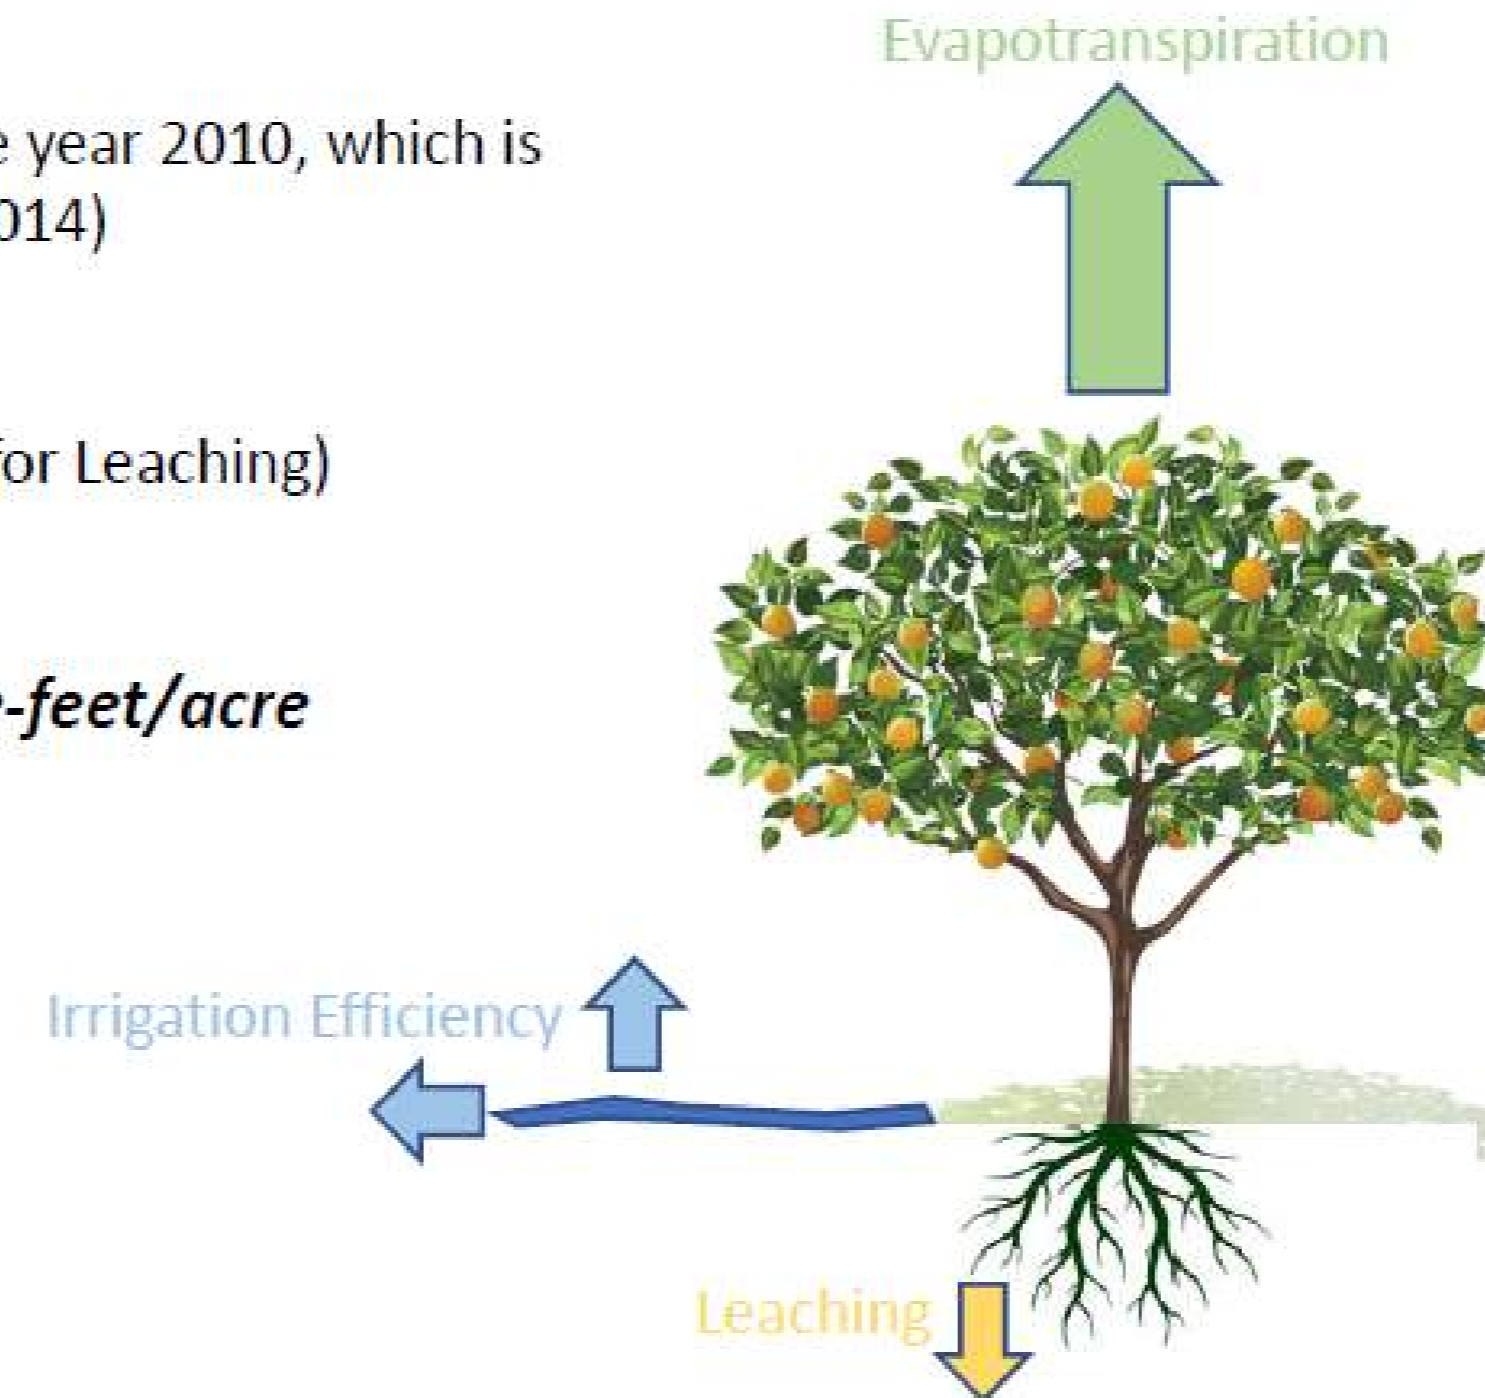 Evapotranspiration
e year 2010, which is
014)
for Leaching)
-feet/acre
Irrigation Efficiency
Leaching